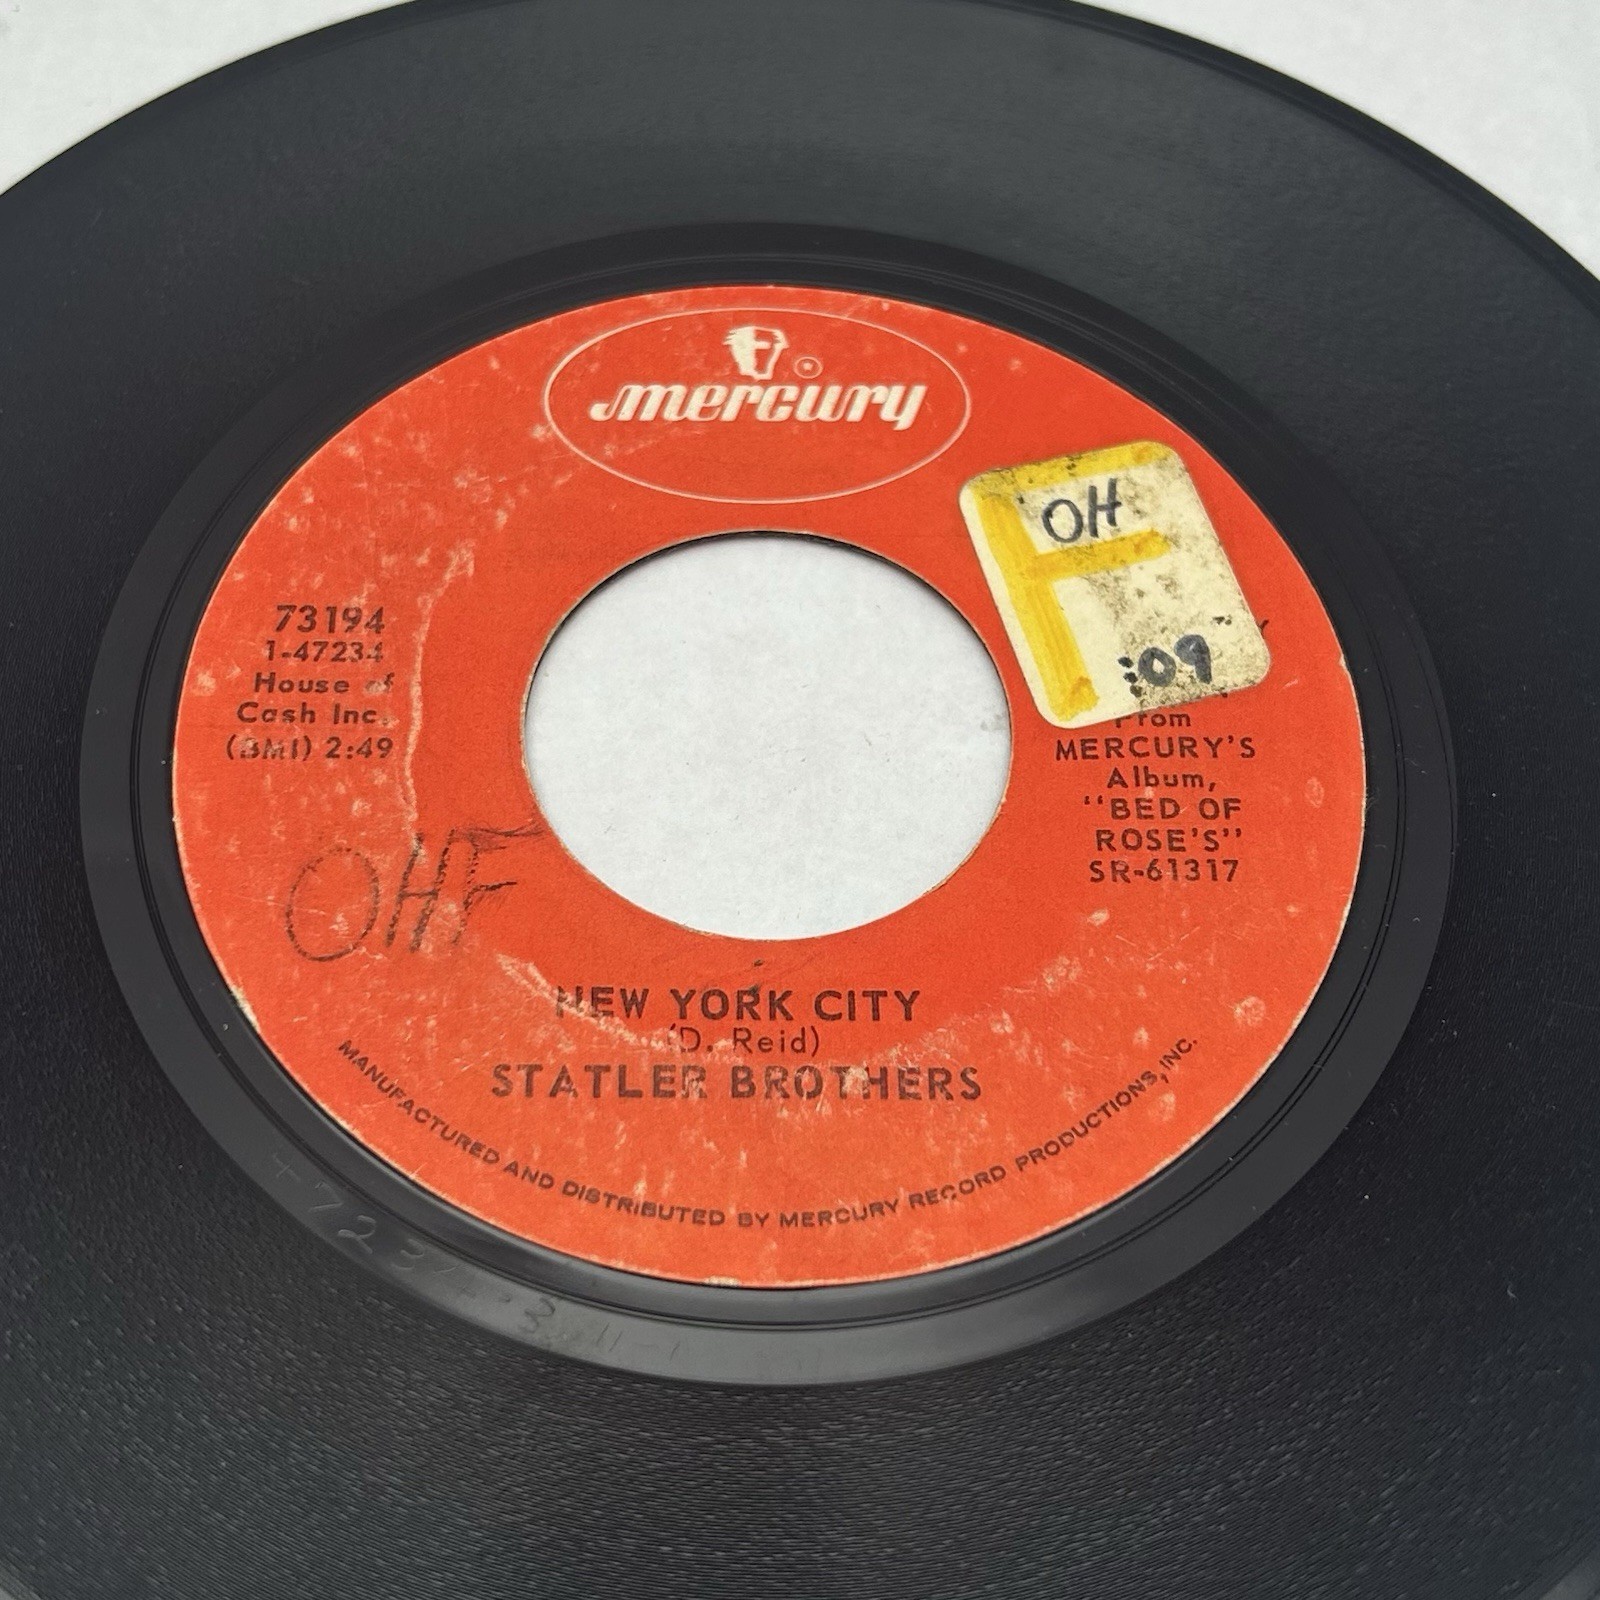 mercury
OH
F
:09
73194
1-47234
House of
Cash Inc.
(BMI) 2:49
From
MERCURY'S
Album,
"BED OF
ROSE'S"
SR-61317
OHF
NEW YORK CITY
(D. Reid)
STATLER BROTHERS
MANUFACTURED AND DISTRIBUTED BY MERCURY RECORD PRODUCTIONS, INC.